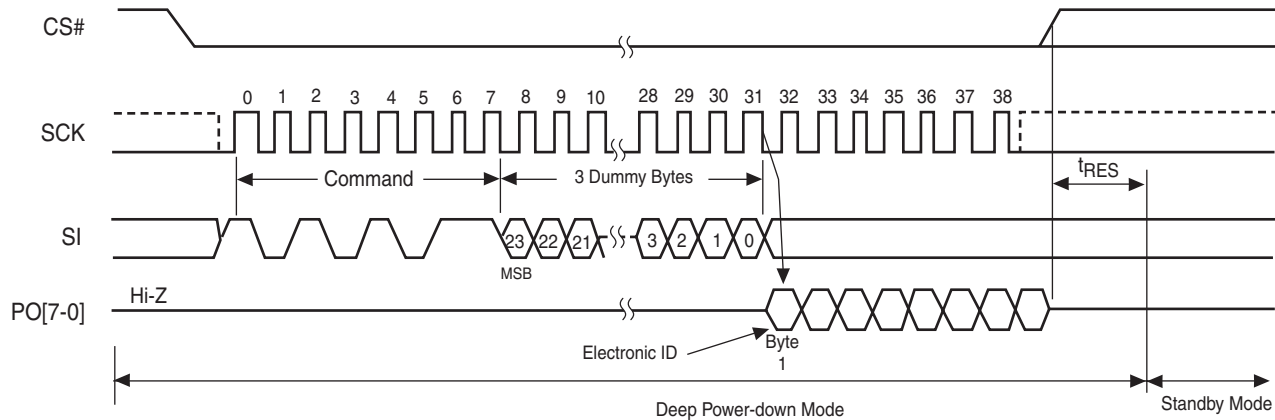 CS#
0 1 2 3 4 5 6 7 8 9 10 28 29 30 31 32 33 34 35 36 37 38
SCK
tRES
Command
3 Dummy Bytes
SI
23 22 21 3 2 1 0
MSB
Hi-Z
PO[7-0]
Electronic ID
Byte
1
Deep Power-down Mode
Standby Mode